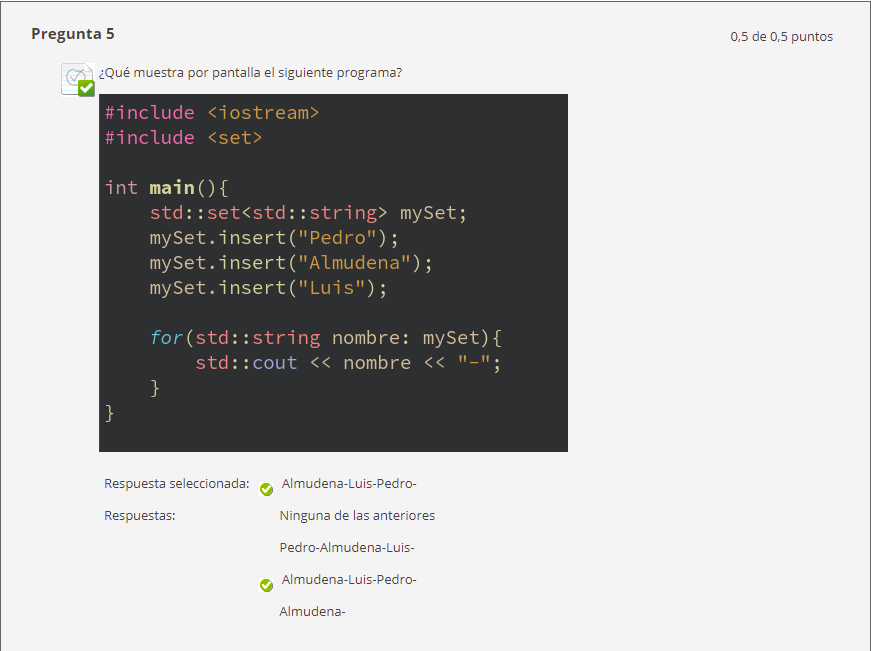 Pregunta 5
0,5 de 0,5 puntos
¿Qué muestra por pantalla el siguiente programa?
#include <iostream>
#include <set>
int main(){
    std::set<std::string> mySet;
    mySet.insert("Pedro");
    mySet.insert("Almudena");
    mySet.insert("Luis");
    for(std::string nombre: mySet){
        std::cout << nombre << "-";
    }
}
Respuesta seleccionada: Almudena-Luis-Pedro-
Respuestas: Ninguna de las anteriores
Pedro-Almudena-Luis-
Almudena-Luis-Pedro-
Almudena-